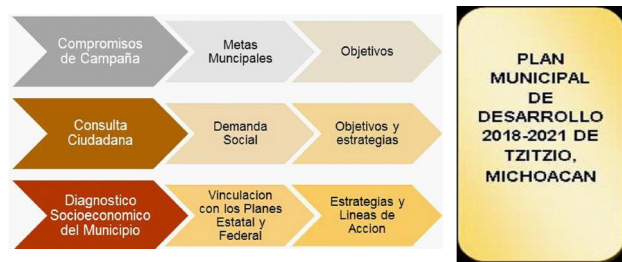 Compromisos
de Campaña
Metas
Muncipales
Objetivos
Consulta
Ciudadana
Demanda
Social
Objetivos y
estrategias
Diagnostico
Socioeconomico
del Municipio
Vinculacion
con los Planes
Estatal y
Federal
Estrategias y
Lineas de
Accion
PLAN
MUNICIPAL
DE
DESARROLLO
2018-2021 DE
TZITZIO,
MICHOACAN